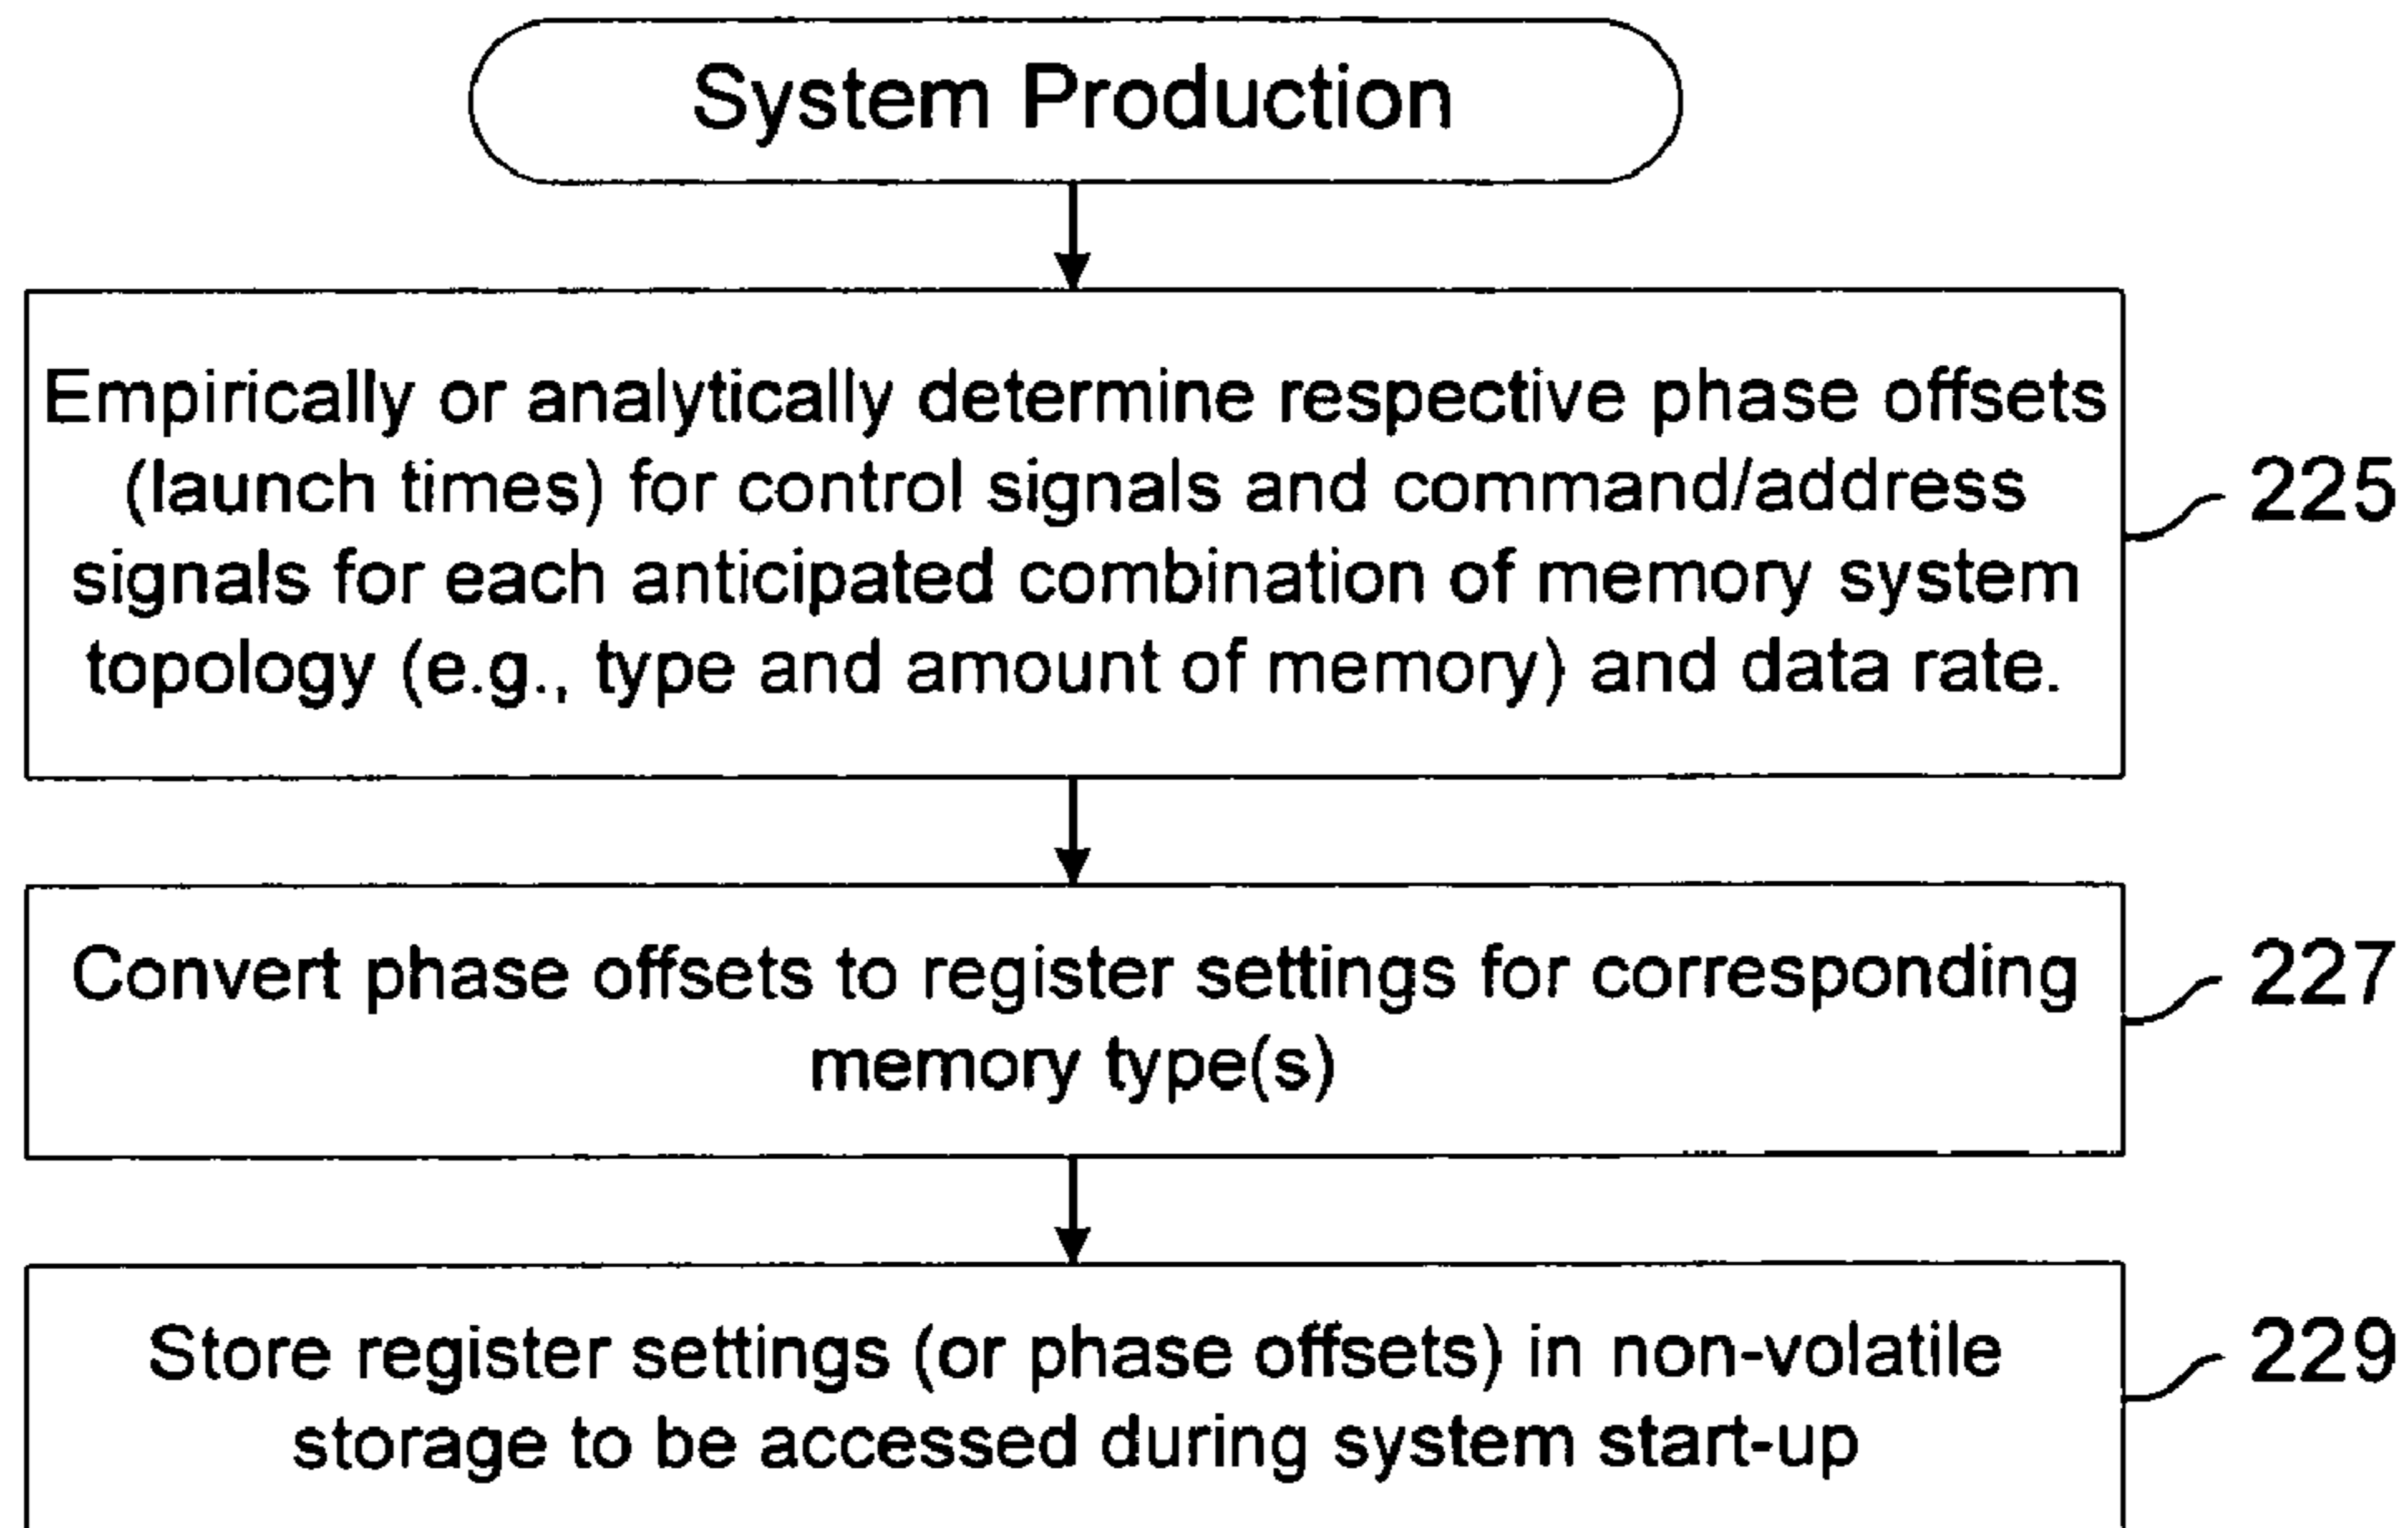 System Production
Empirically or analytically determine respective phase offsets
(launch times) for control signals and command/address
signals for each anticipated combination of memory system
topology (e.g., type and amount of memory) and data rate.
225
Convert phase offsets to register settings for corresponding
memory type(s)
227
Store register settings (or phase offsets) in non-volatile
storage to be accessed during system start-up
229